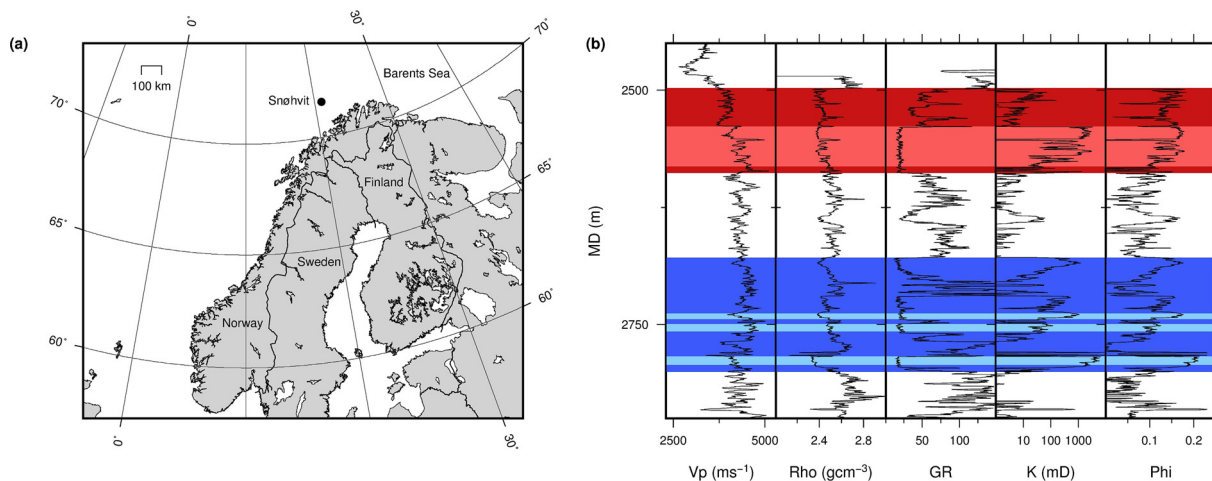 (a)
0°
30°
70°
100 km
Barents Sea
Snøhvit
70°
65°
Finland
65°
Sweden
60°
Norway
60°
0°
30°
(b)
2500
MD (m)
2750
2500 5000 2.4 2.8 50 100 10 100 1000 0.1 0.2
Vp (ms⁻¹) Rho (gcm⁻³) GR K (mD) Phi